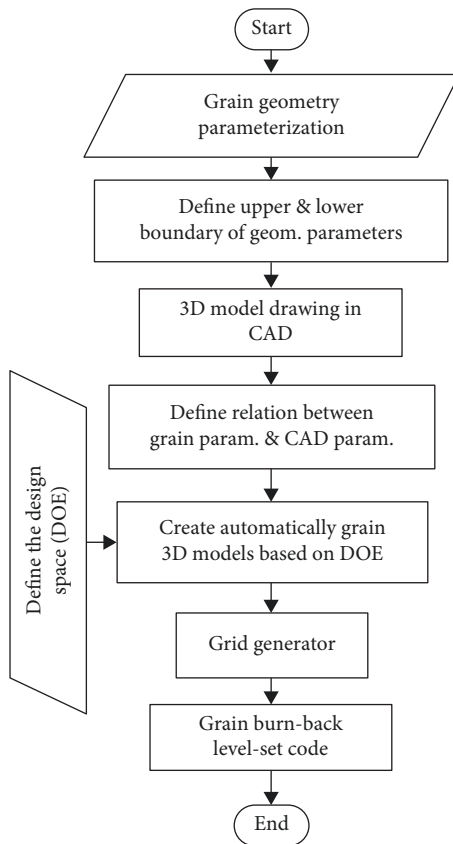 Start
Grain geometry
parameterization
Define upper & lower
boundary of geom. parameters
3D model drawing in
CAD
Define relation between
grain param. & CAD param.
Define the design
space (DOE)
Create automatically grain
3D models based on DOE
Grid generator
Grain burn-back
level-set code
End